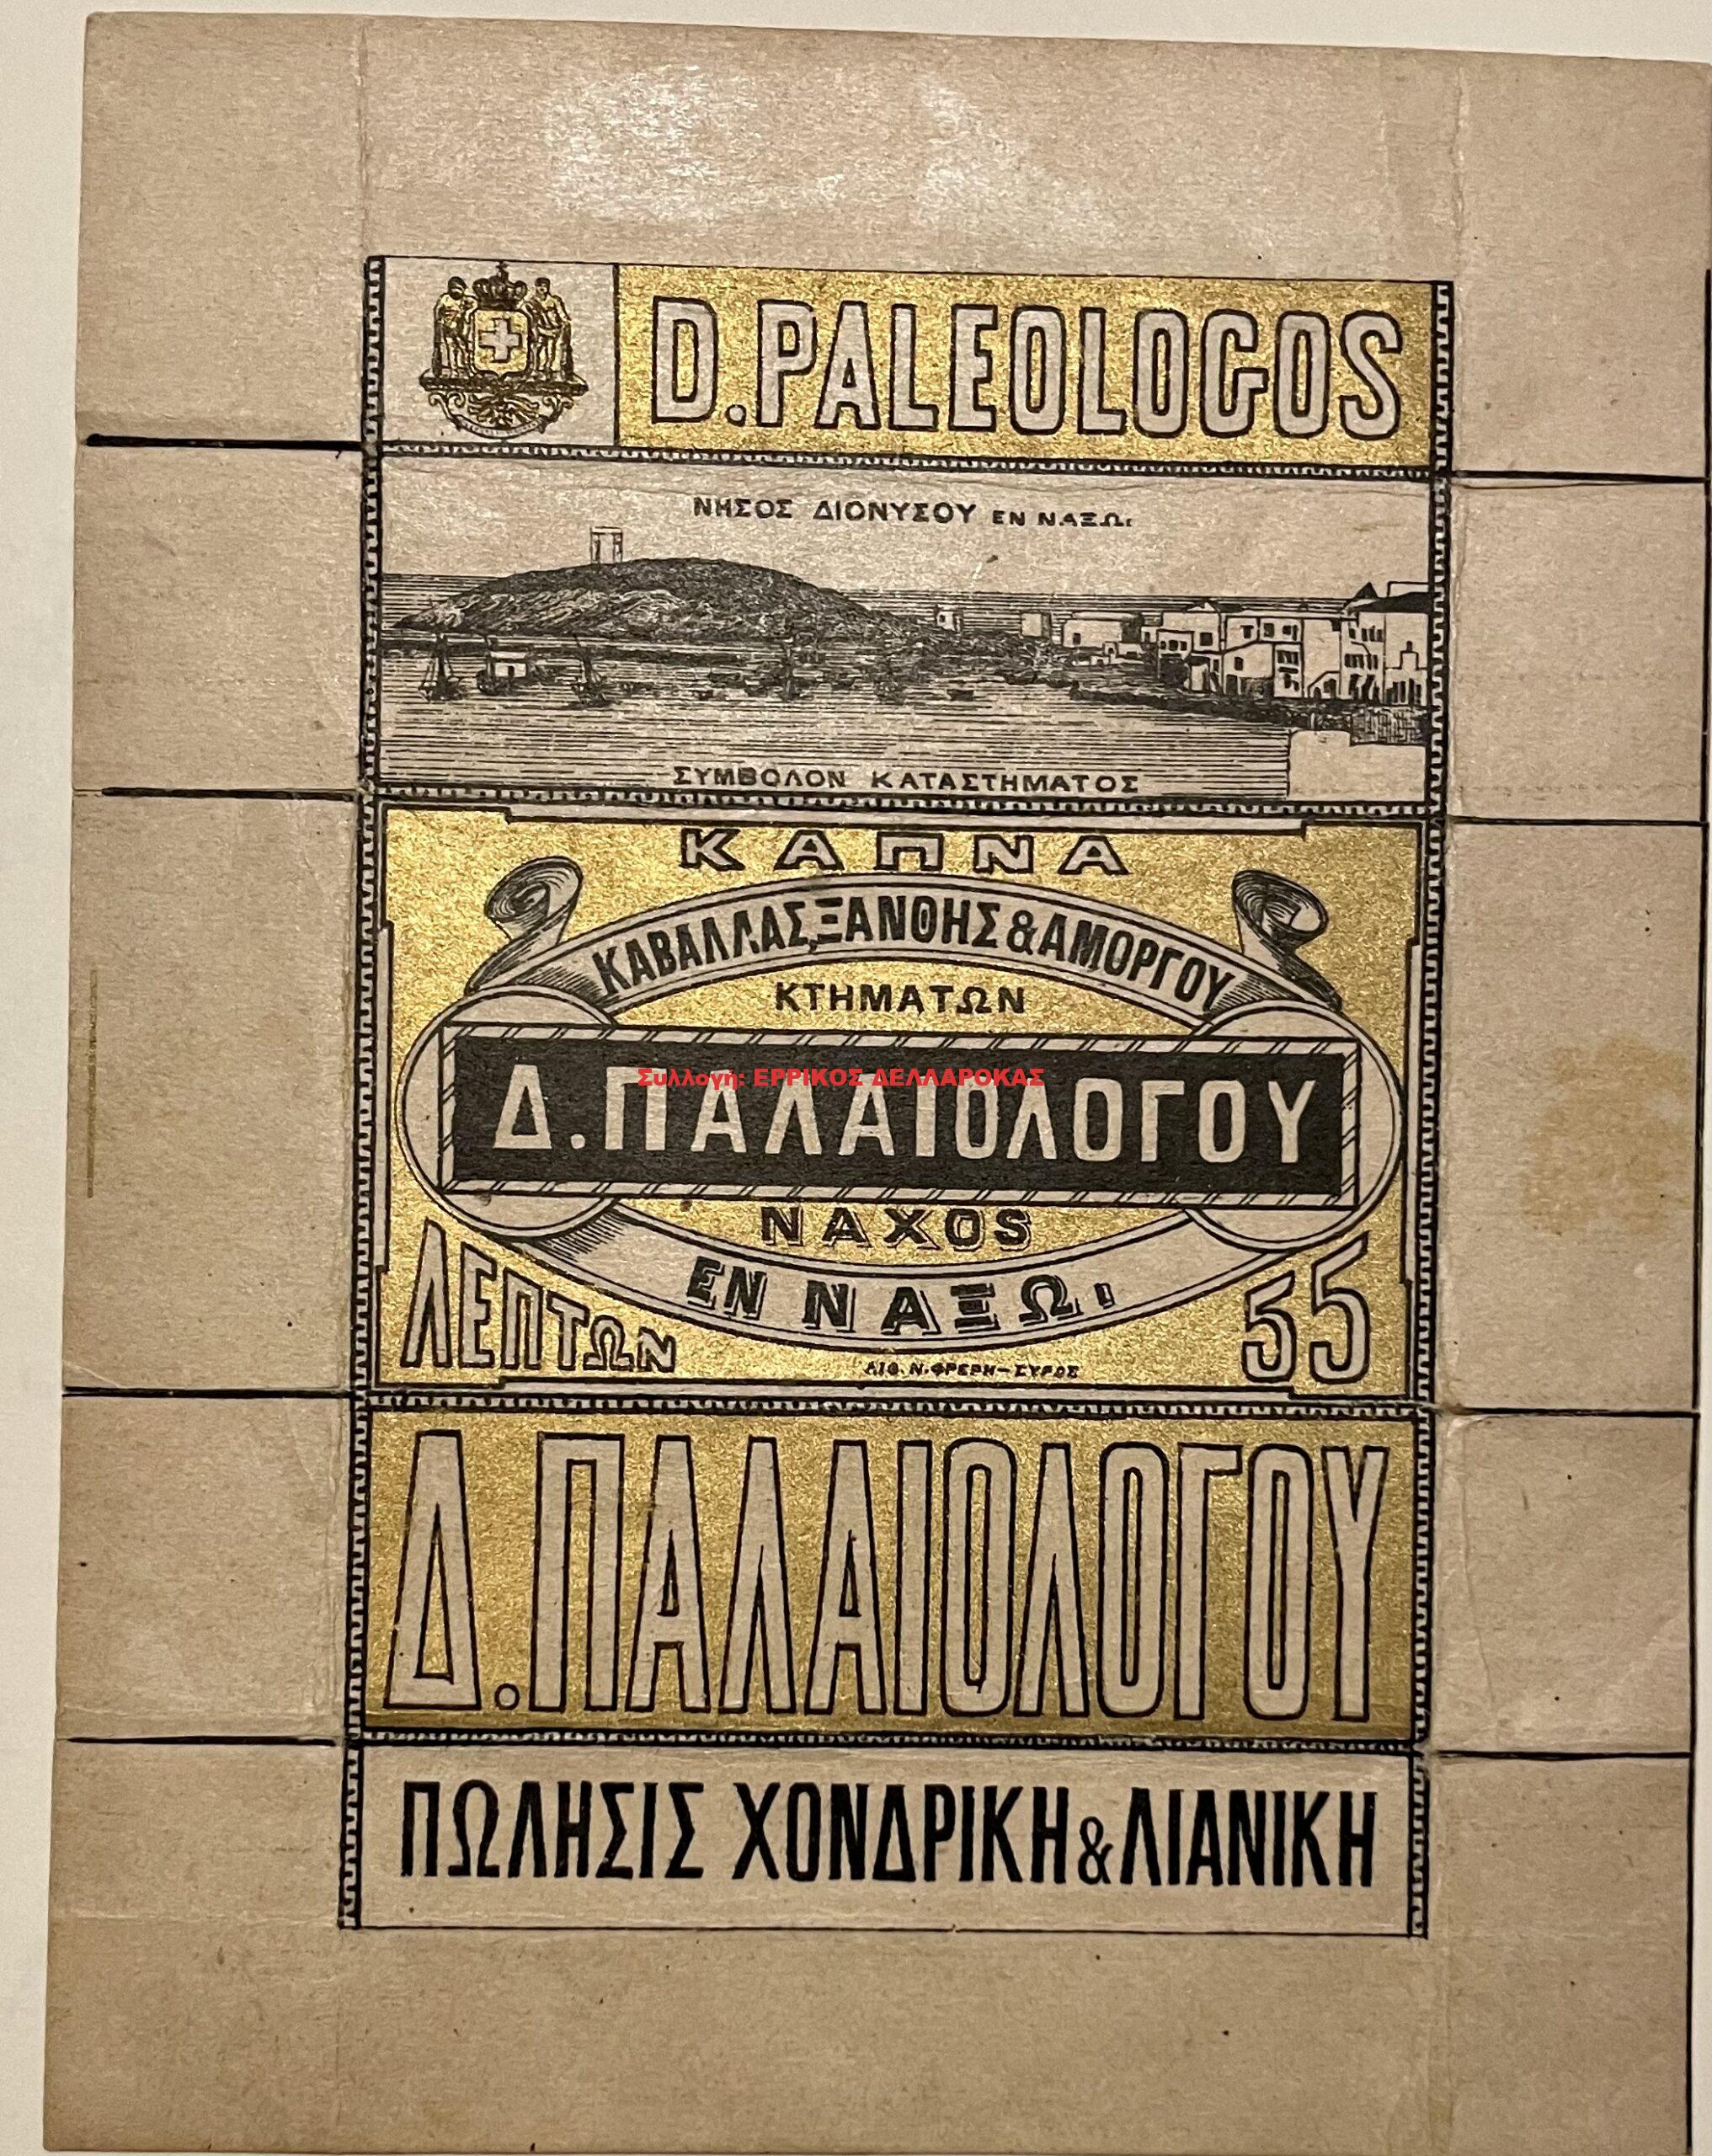 D. PALEOLOGOS
ΝΗΣΟΣ ΔΙΟΝΥΣΟΥ ΕΝ ΝΑΞΩι
ΣΥΜΒΟΛΟΝ ΚΑΤΑΣΤΗΜΑΤΟΣ
ΚΑΠΝΑ
ΚΑΒΑΛΛΑΣ, ΞΑΝΘΗΣ & ΑΜΟΡΓΟΥ
ΚΤΗΜΑΤΩΝ
Συλλογή: ΕΡΡΙΚΟΣ ΔΕΛΛΑΡΟΚΑΣ
Δ. ΠΑΛΑΙΟΛΟΓΟΥ
NAXOS
ΕΝ ΝΑΞΩι
ΛΕΠΤΩΝ 55
ΛΙΘ. Ν. ΦΡΕΡΗ - ΣΥΡΟΣ
Δ. ΠΑΛΑΙΟΛΟΓΟΥ
ΠΩΛΗΣΙΣ ΧΟΝΔΡΙΚΗ & ΛΙΑΝΙΚΗ